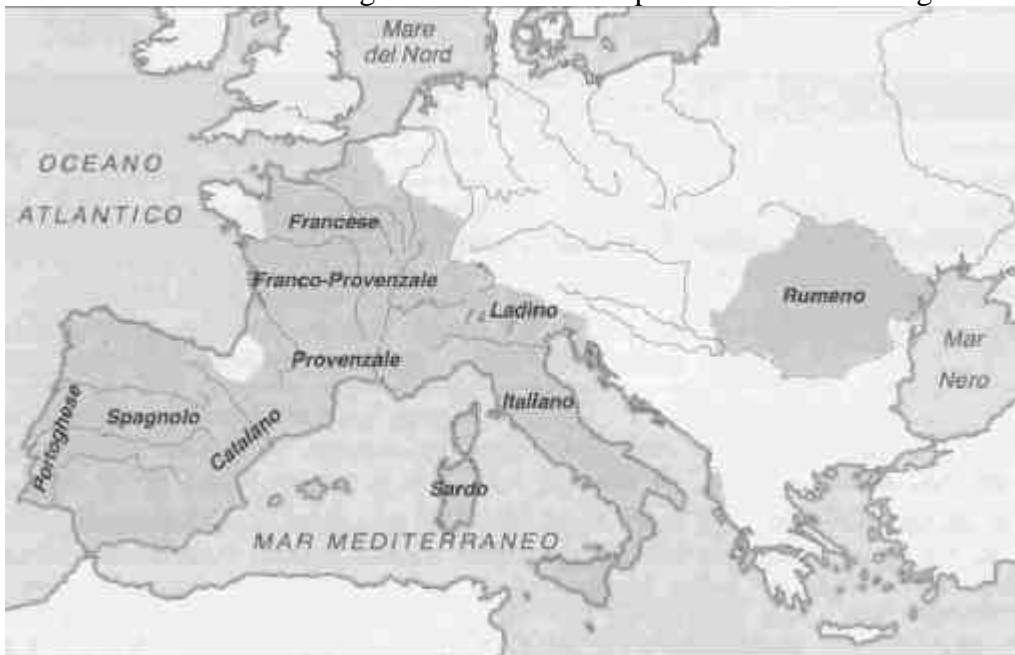 Mare
del Nord
OCEANO
ATLANTICO
Francese
Franco-Provenzale
Ladino
Rumeno
Mar
Nero
Provenzale
Italiano
Portoghese
Spagnolo
Catalano
Sardo
MAR MEDITERRANEO